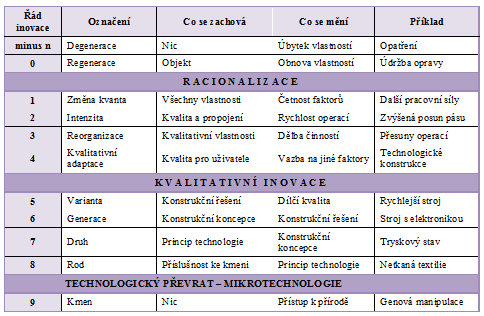 Řád inovace Označení Co se zachová Co se mění Příklad
minus n Degenerace Nic Úbytek vlastností Opatření
0 Regenerace Objekt Obnova vlastností Údržba opravy
RACIONALIZACE
1 Změna kvanta Všechny vlastnosti Četnost faktorů Další pracovní síly
2 Intenzita Kvalita a propojení Rychlost operací Zvýšená posun pásu
3 Reorganizace Kvalitativní vlastnosti Dělba činností Přesuny operací
4 Kvalitativní adaptace Kvalita pro uživatele Vazba na jiné faktory Technologické konstrukce
KVALITATIVNÍ INOVACE
5 Varianta Konstrukční řešení Dílčí kvalita Rychlejší stroj
6 Generace Konstrukční koncepce Konstrukční řešení Stroj s elektronikou
7 Druh Princip technologie Konstrukční koncepce Tryskový stav
8 Rod Příslušnost ke kmeni Princip technologie Netkaná textilie
TECHNOLOGICKÝ PŘEVRAT – MIKROTECHNOLOGIE
9 Kmen Nic Přístup k přírodě Genová manipulace